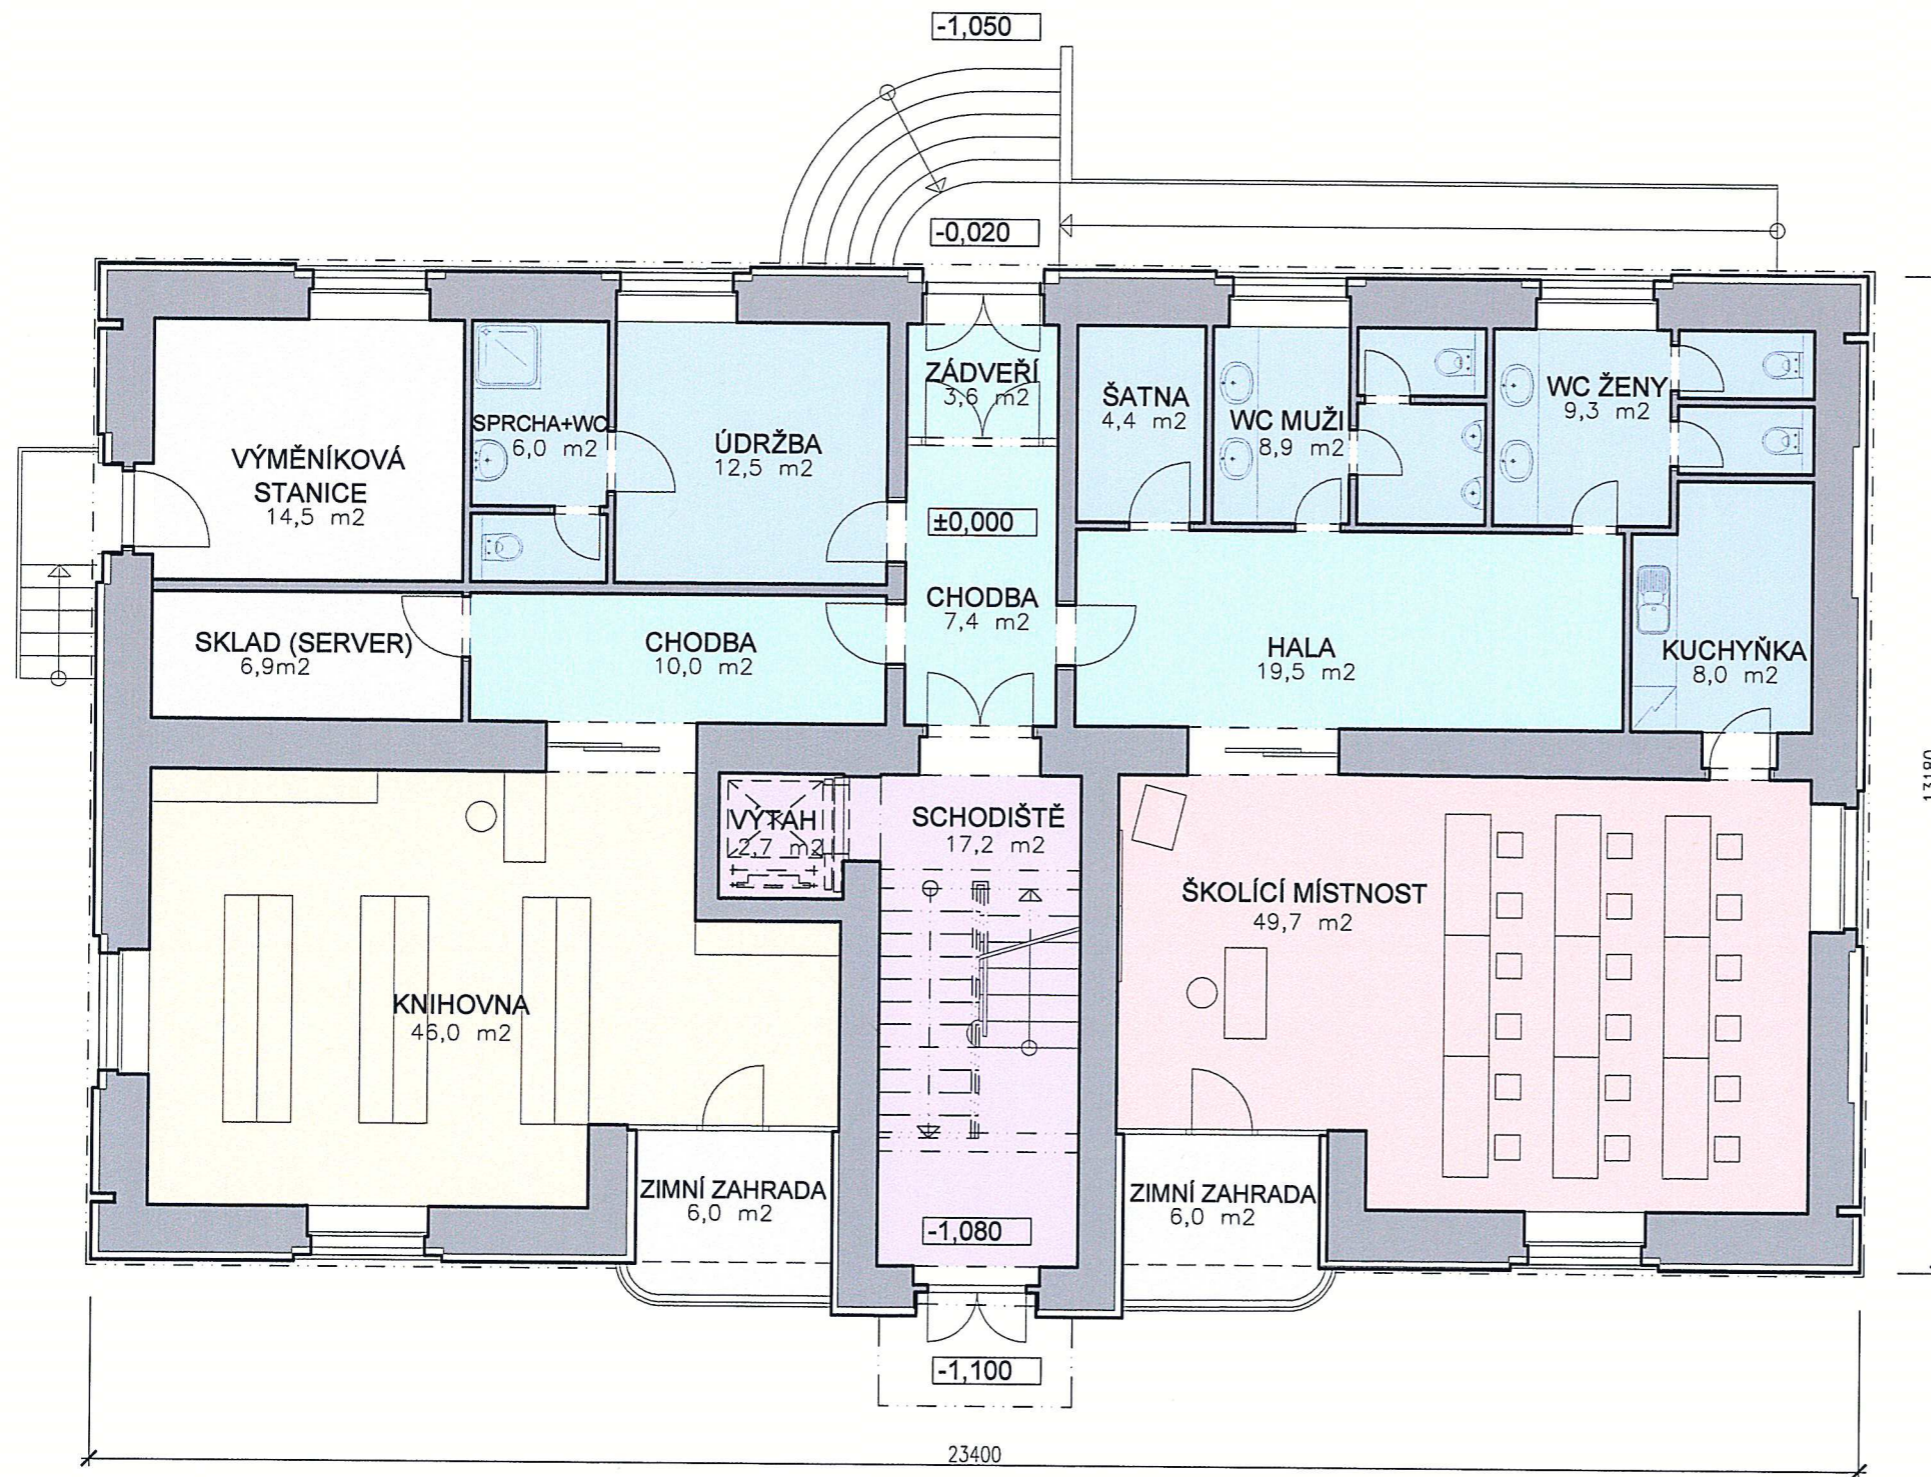 -1,050
-0,020
ZÁDVEŘÍ
3,6 m2
ŠATNA
4,4 m2
WC MUŽI
8,9 m2
WC ŽENY
9,3 m2
SPRCHA+WC
6,0 m2
ÚDRŽBA
12,5 m2
VÝMĚNÍKOVÁ
STANICE
14,5 m2
±0,000
CHODBA
7,4 m2
SKLAD (SERVER)
6,9m2
CHODBA
10,0 m2
HALA
19,5 m2
KUCHYŇKA
8,0 m2
13180
VÝTAH
2,7 m2
SCHODIŠTĚ
17,2 m2
ŠKOLÍCÍ MÍSTNOST
49,7 m2
KNIHOVNA
46,0 m2
ZIMNÍ ZAHRADA
6,0 m2
ZIMNÍ ZAHRADA
6,0 m2
-1,080
-1,100
23400